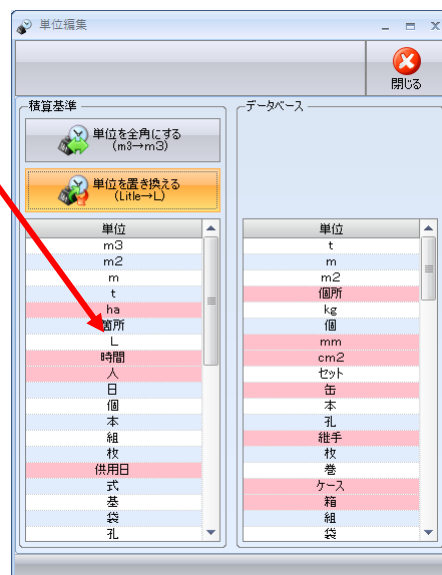 単位編集
閉じる
積算基準
単位を全角にする
(m3→m3)
単位を置き換える
(Litle→L)
単位
m3
m2
m
t
ha
箇所
L
時間
人
日
個
本
組
枚
供用日
式
基
袋
孔
データベース
単位
t
m
m2
個所
kg
個
mm
cm2
セット
缶
本
孔
継手
枚
巻
ケース
箱
組
袋